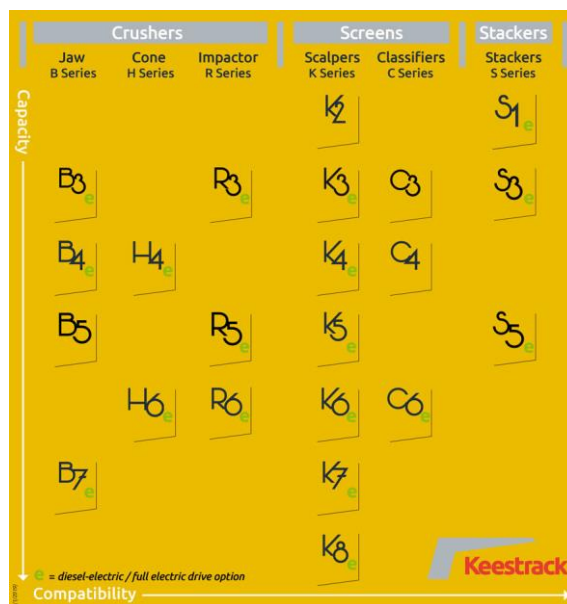 Crushers Screens Stackers
Jaw Cone Impactor Scalpers Classifiers Stackers
B Series H Series R Series K Series C Series S Series
Capacity
K2 S1 e
B3 e R3 e K3 e C3 S3 e
B4 e H4 e K4 e C4
B5 R5 e K5 e S5 e
H6 e R6 e K6 e C6 e
B7 e K7 e
K8 e
e = diesel-electric / full electric drive option
Keestrack
Compatibility